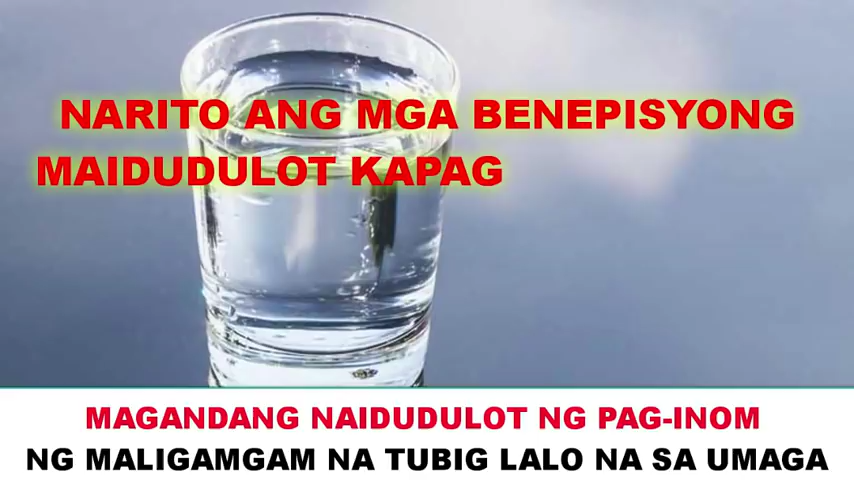 NARITO ANG MGA BENEPISYONG
MAIDUDULOT KAPAG
MAGANDANG NAIDUDULOT NG PAG-INOM
NG MALIGAMGAM NA TUBIG LALO NA SA UMAGA